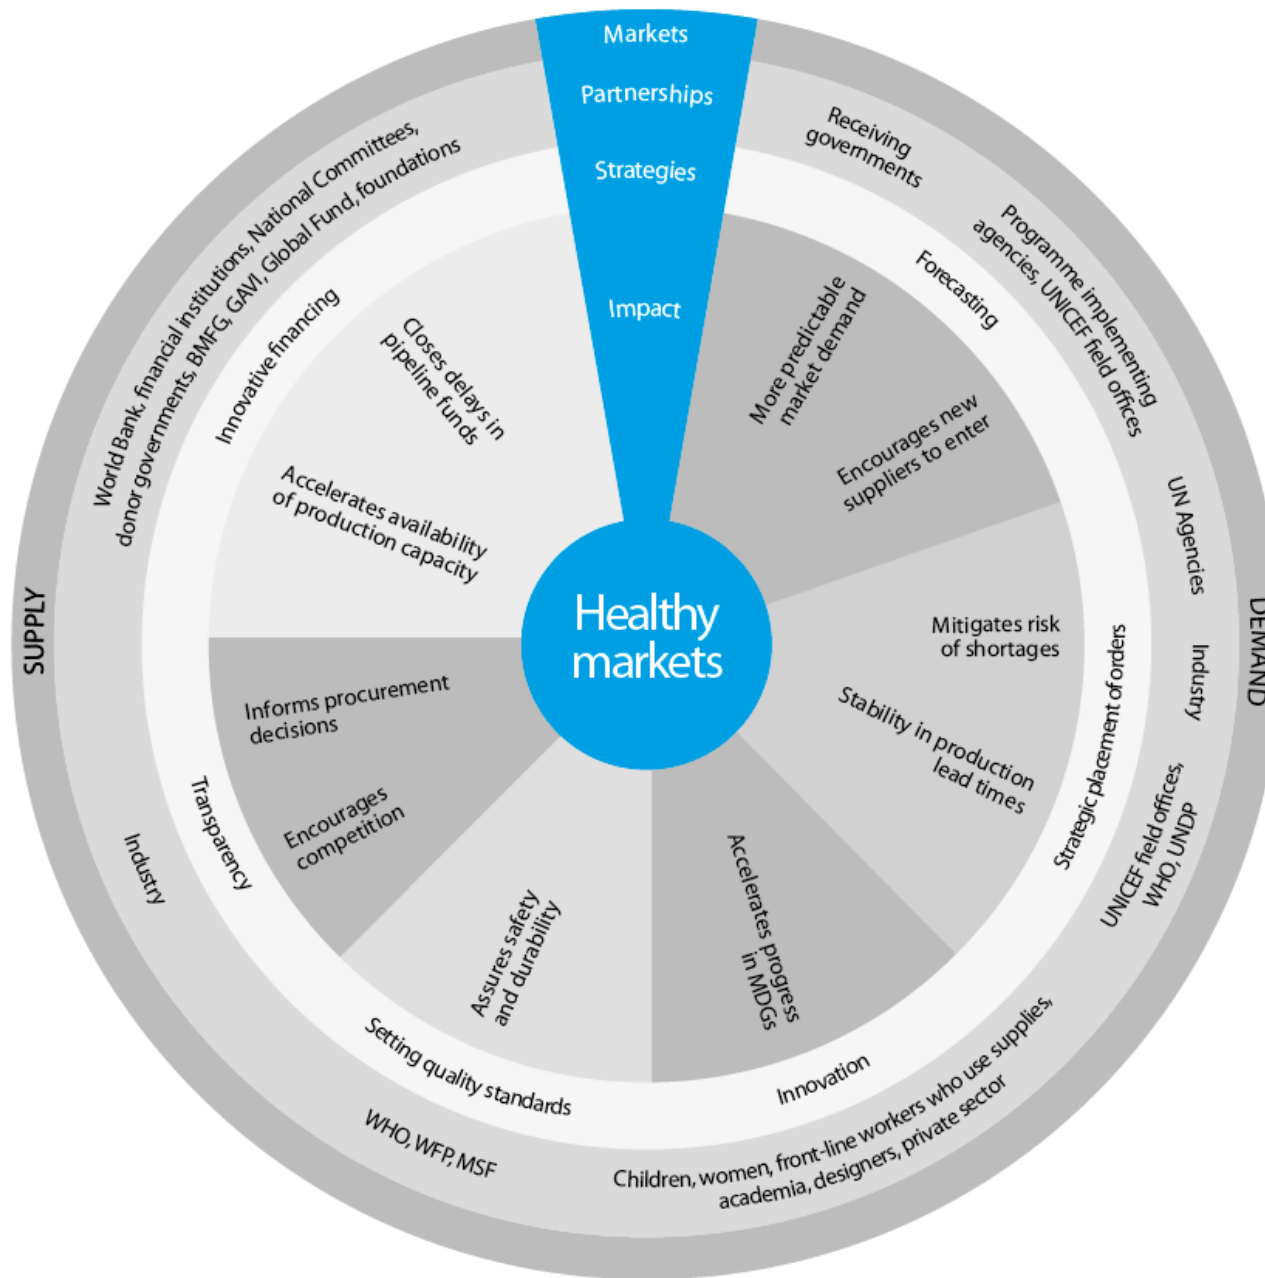 Markets
Partnerships
Strategies
Impact
Healthy
markets
Receiving
governments
Programme implementing
agencies, UNICEF field offices
UN Agencies
Industry
UNICEF field offices,
WHO, UNDP
Children, women, front-line workers who use supplies,
academia, designers, private sector
WHO, WFP, MSF
Industry
World Bank, financial institutions, National Committees,
donor governments, BMFG, GAVI, Global Fund, foundations
Forecasting
Strategic placement of orders
Innovation
Setting quality standards
Transparency
Innovative financing
More predictable
market demand
Encourages new
suppliers to enter
Mitigates risk
of shortages
Stability in production
lead times
Accelerates progress
in MDGs
Assures safety
and durability
Encourages
competition
Informs procurement
decisions
Accelerates availability
of production capacity
Closes delays in
pipeline funds
SUPPLY
DEMAND